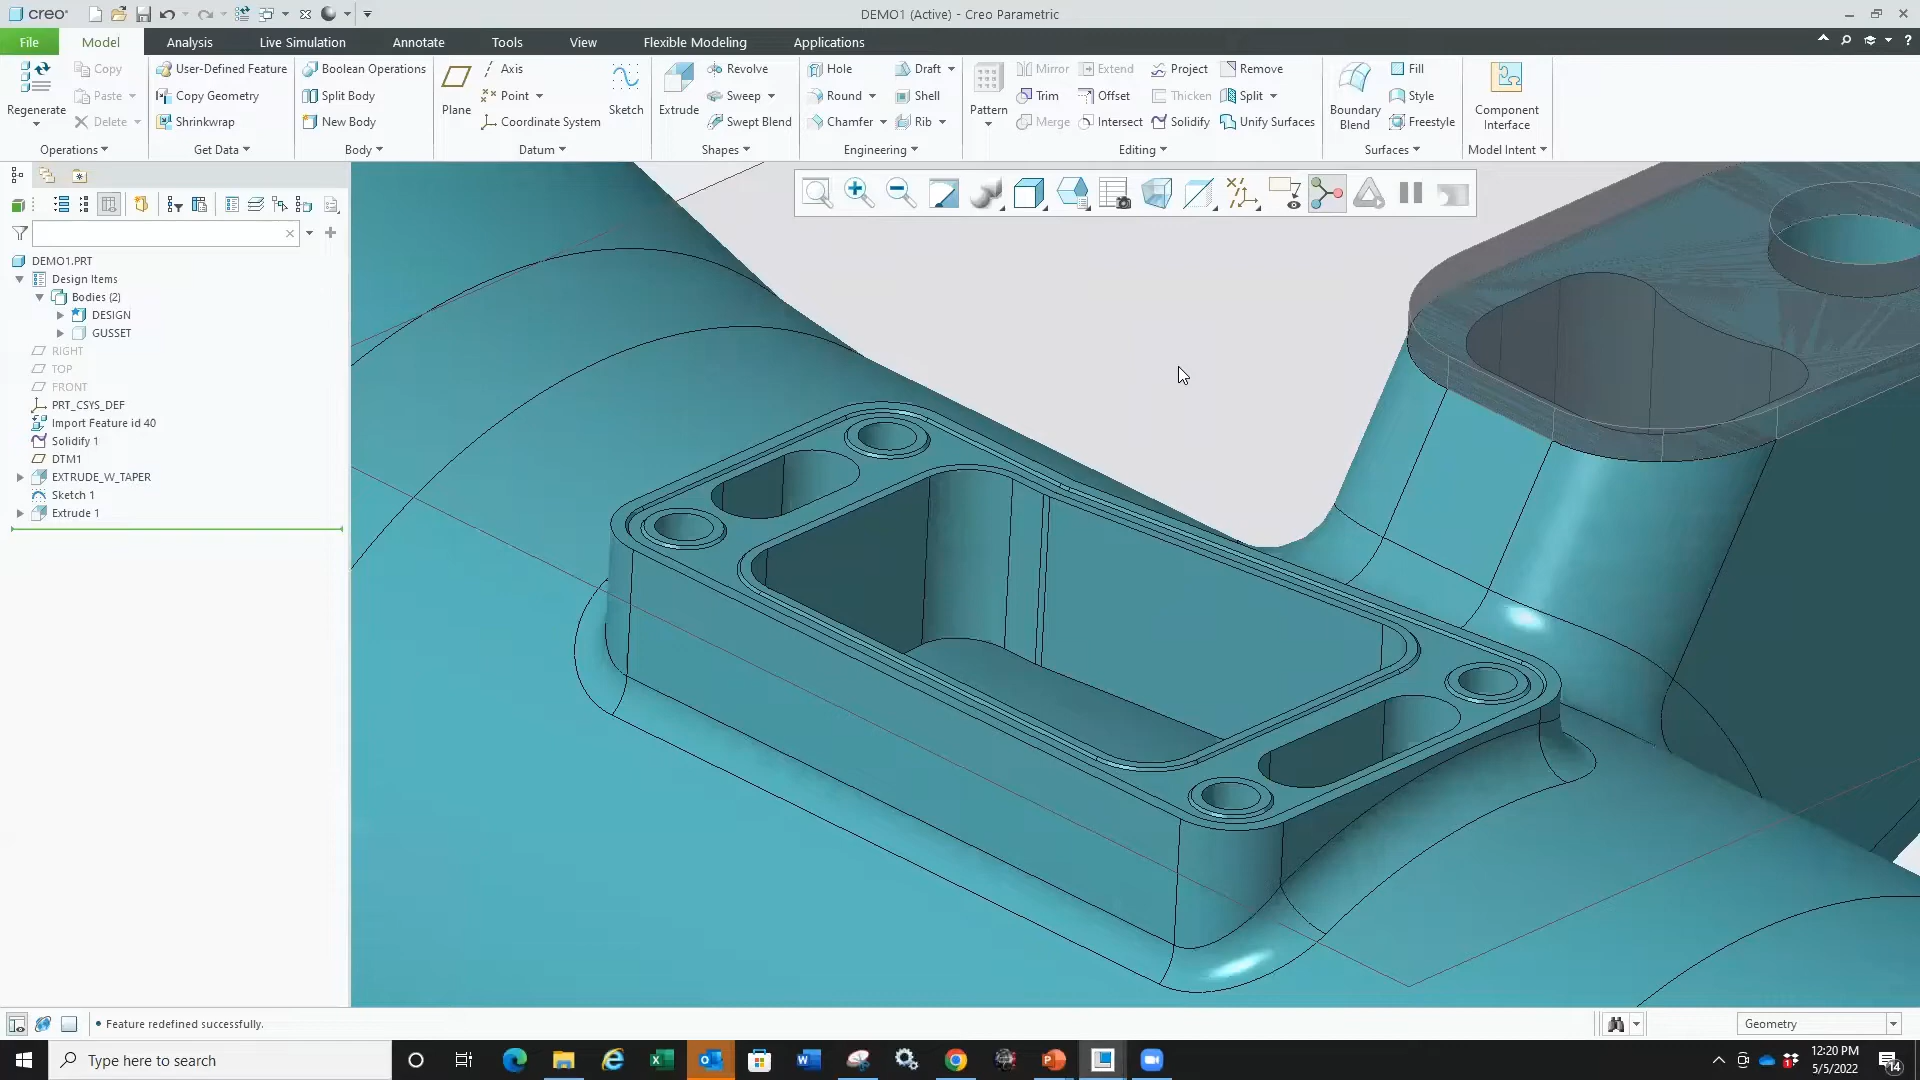 creo
DEMO1 (Active) - Creo Parametric
File
Model
Analysis
Live Simulation
Annotate
Tools
View
Flexible Modeling
Applications
Regenerate
Copy
Paste
Delete
Operations
User-Defined Feature
Copy Geometry
Shrinkwrap
Get Data
Boolean Operations
Split Body
New Body
Body
Plane
Axis
Point
Coordinate System
Sketch
Datum
Extrude
Revolve
Sweep
Swept Blend
Shapes
Hole
Round
Chamfer
Draft
Shell
Rib
Engineering
Pattern
Mirror
Trim
Merge
Extend
Offset
Intersect
Project
Thicken
Solidify
Remove
Split
Unify Surfaces
Editing
Boundary
Blend
Fill
Style
Freestyle
Surfaces
Component
Interface
Model Intent
DEMO1.PRT
Design Items
Bodies (2)
DESIGN
GUSSET
RIGHT
TOP
FRONT
PRT_CSYS_DEF
Import Feature id 40
Solidify 1
DTM1
EXTRUDE_W_TAPER
Sketch 1
Extrude 1
• Feature redefined successfully.
Geometry
Type here to search
12:20 PM
5/5/2022
14